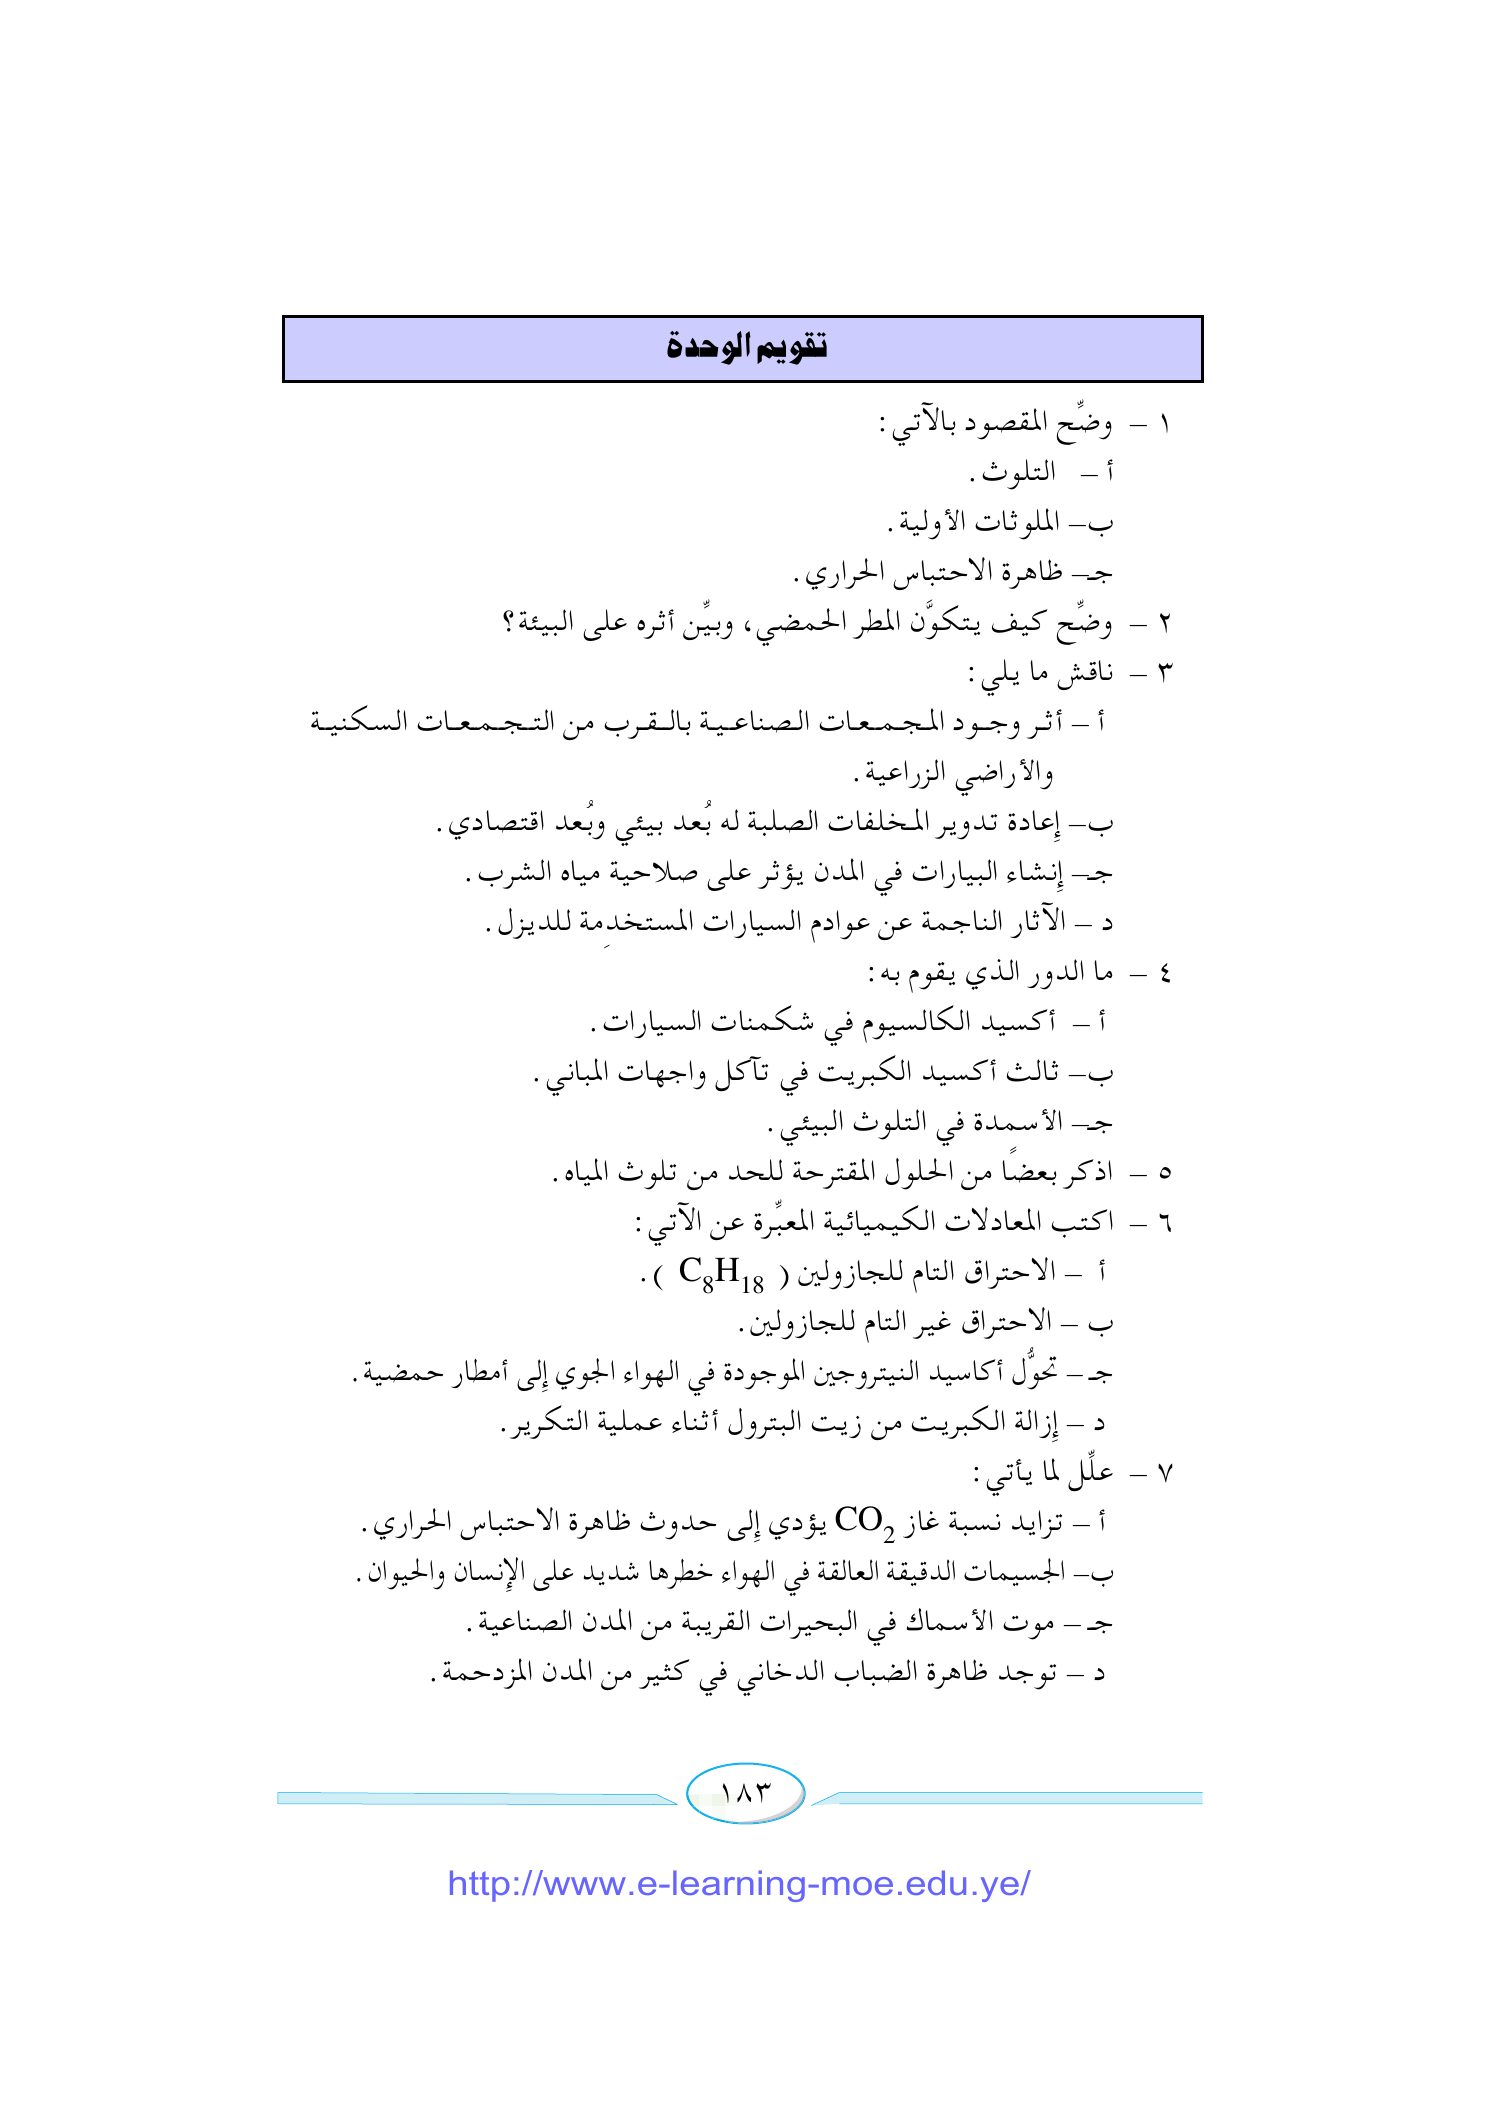 تقويم الوحدة
١ – وضِّح المقصود بالآتي :
أ – التلوث .
ب– الملوثات الأولية .
جـ– ظاهرة الاحتباس الحراري .
٢ – وضِّح كيف يتكوَّن المطر الحمضي، وبيِّن أثره على البيئة؟
٣ – ناقش ما يلي :
أ – أثر وجود المجمعات الصناعية بالقرب من التجمعات السكنية
والأراضي الزراعية .
ب– إعادة تدوير المخلفات الصلبة له بُعد بيئي وبُعد اقتصادي .
جـ– إنشاء البيارات في المدن يؤثر على صلاحية مياه الشرب .
د – الآثار الناجمة عن عوادم السيارات المستخدِمة للديزل .
٤ – ما الدور الذي يقوم به :
أ – أكسيد الكالسيوم في شكمنات السيارات .
ب– ثالث أكسيد الكبريت في تآكل واجهات المباني .
جـ– الأسمدة في التلوث البيئي .
٥ – اذكر بعضًا من الحلول المقترحة للحد من تلوث المياه .
٦ – اكتب المعادلات الكيميائية المعبِّرة عن الآتي :
أ – الاحتراق التام للجازولين ( C₈H₁₈ ) .
ب – الاحتراق غير التام للجازولين .
جـ – تحوُّل أكاسيد النيتروجين الموجودة في الهواء الجوي إلى أمطار حمضية .
د – إزالة الكبريت من زيت البترول أثناء عملية التكرير .
٧ – علِّل لما يأتي :
أ – تزايد نسبة غاز CO₂ يؤدي إلى حدوث ظاهرة الاحتباس الحراري .
ب– الجسيمات الدقيقة العالقة في الهواء خطرها شديد على الإنسان والحيوان .
جـ – موت الأسماك في البحيرات القريبة من المدن الصناعية .
د – توجد ظاهرة الضباب الدخاني في كثير من المدن المزدحمة .
١٨٣
http://www.e-learning-moe.edu.ye/